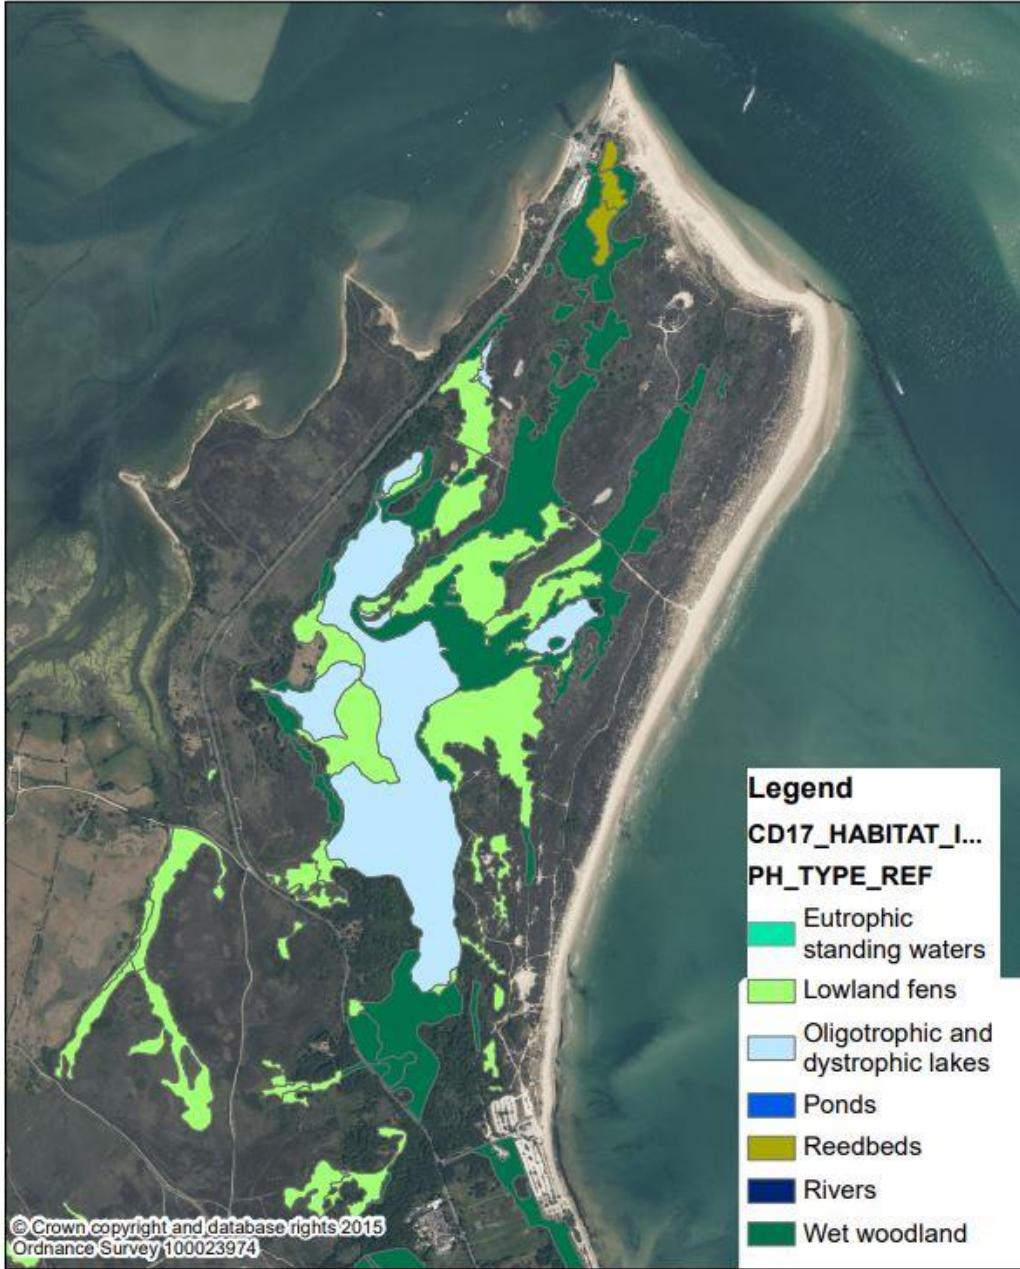 Legend
CD17_HABITAT_I...
PH_TYPE_REF
Eutrophic
standing waters
Lowland fens
Oligotrophic and
dystrophic lakes
Ponds
Reedbeds
Rivers
Wet woodland
© Crown copyright and database rights 2015
Ordnance Survey 100023974